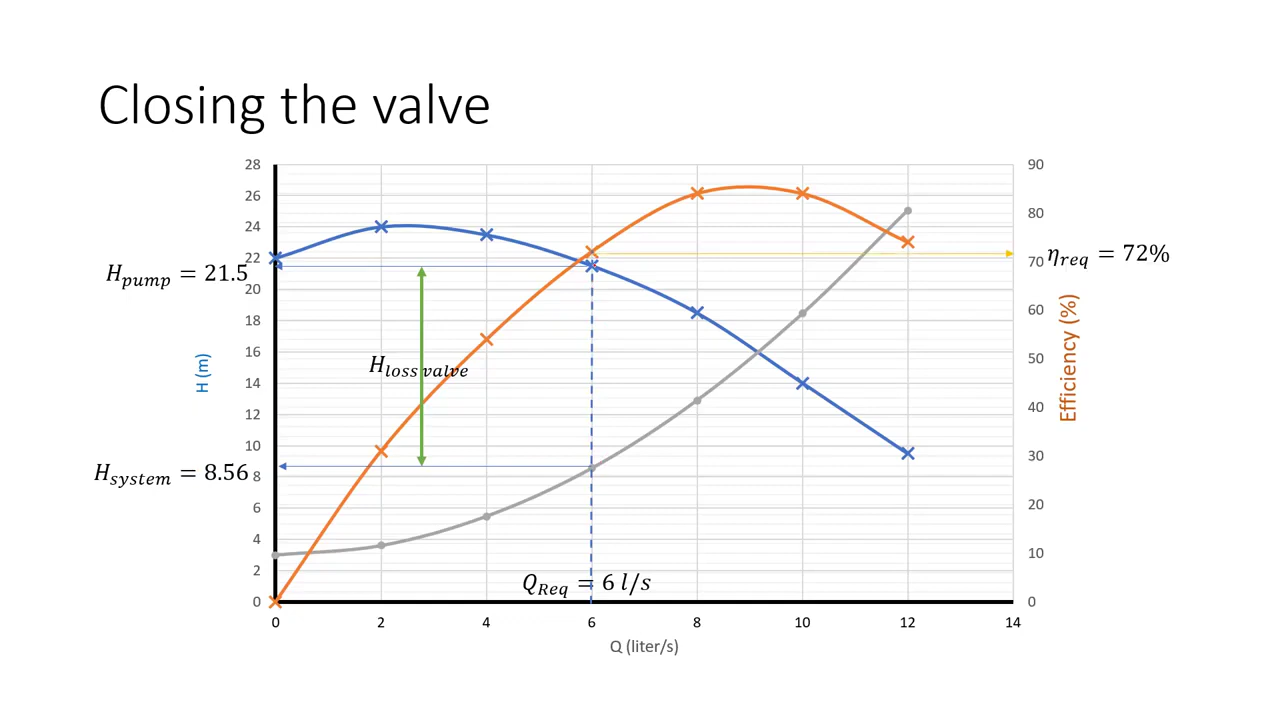 Closing the valve
28
26
24
22
20
18
16
14
12
10
8
6
4
2
0
90
80
70
60
50
40
30
20
10
0
H_pump = 21.5
η_req = 72%
H_loss valve
H_system = 8.56
Q_Req = 6 l/s
H (m)
Efficiency (%)
0 2 4 6 8 10 12 14
Q (liter/s)